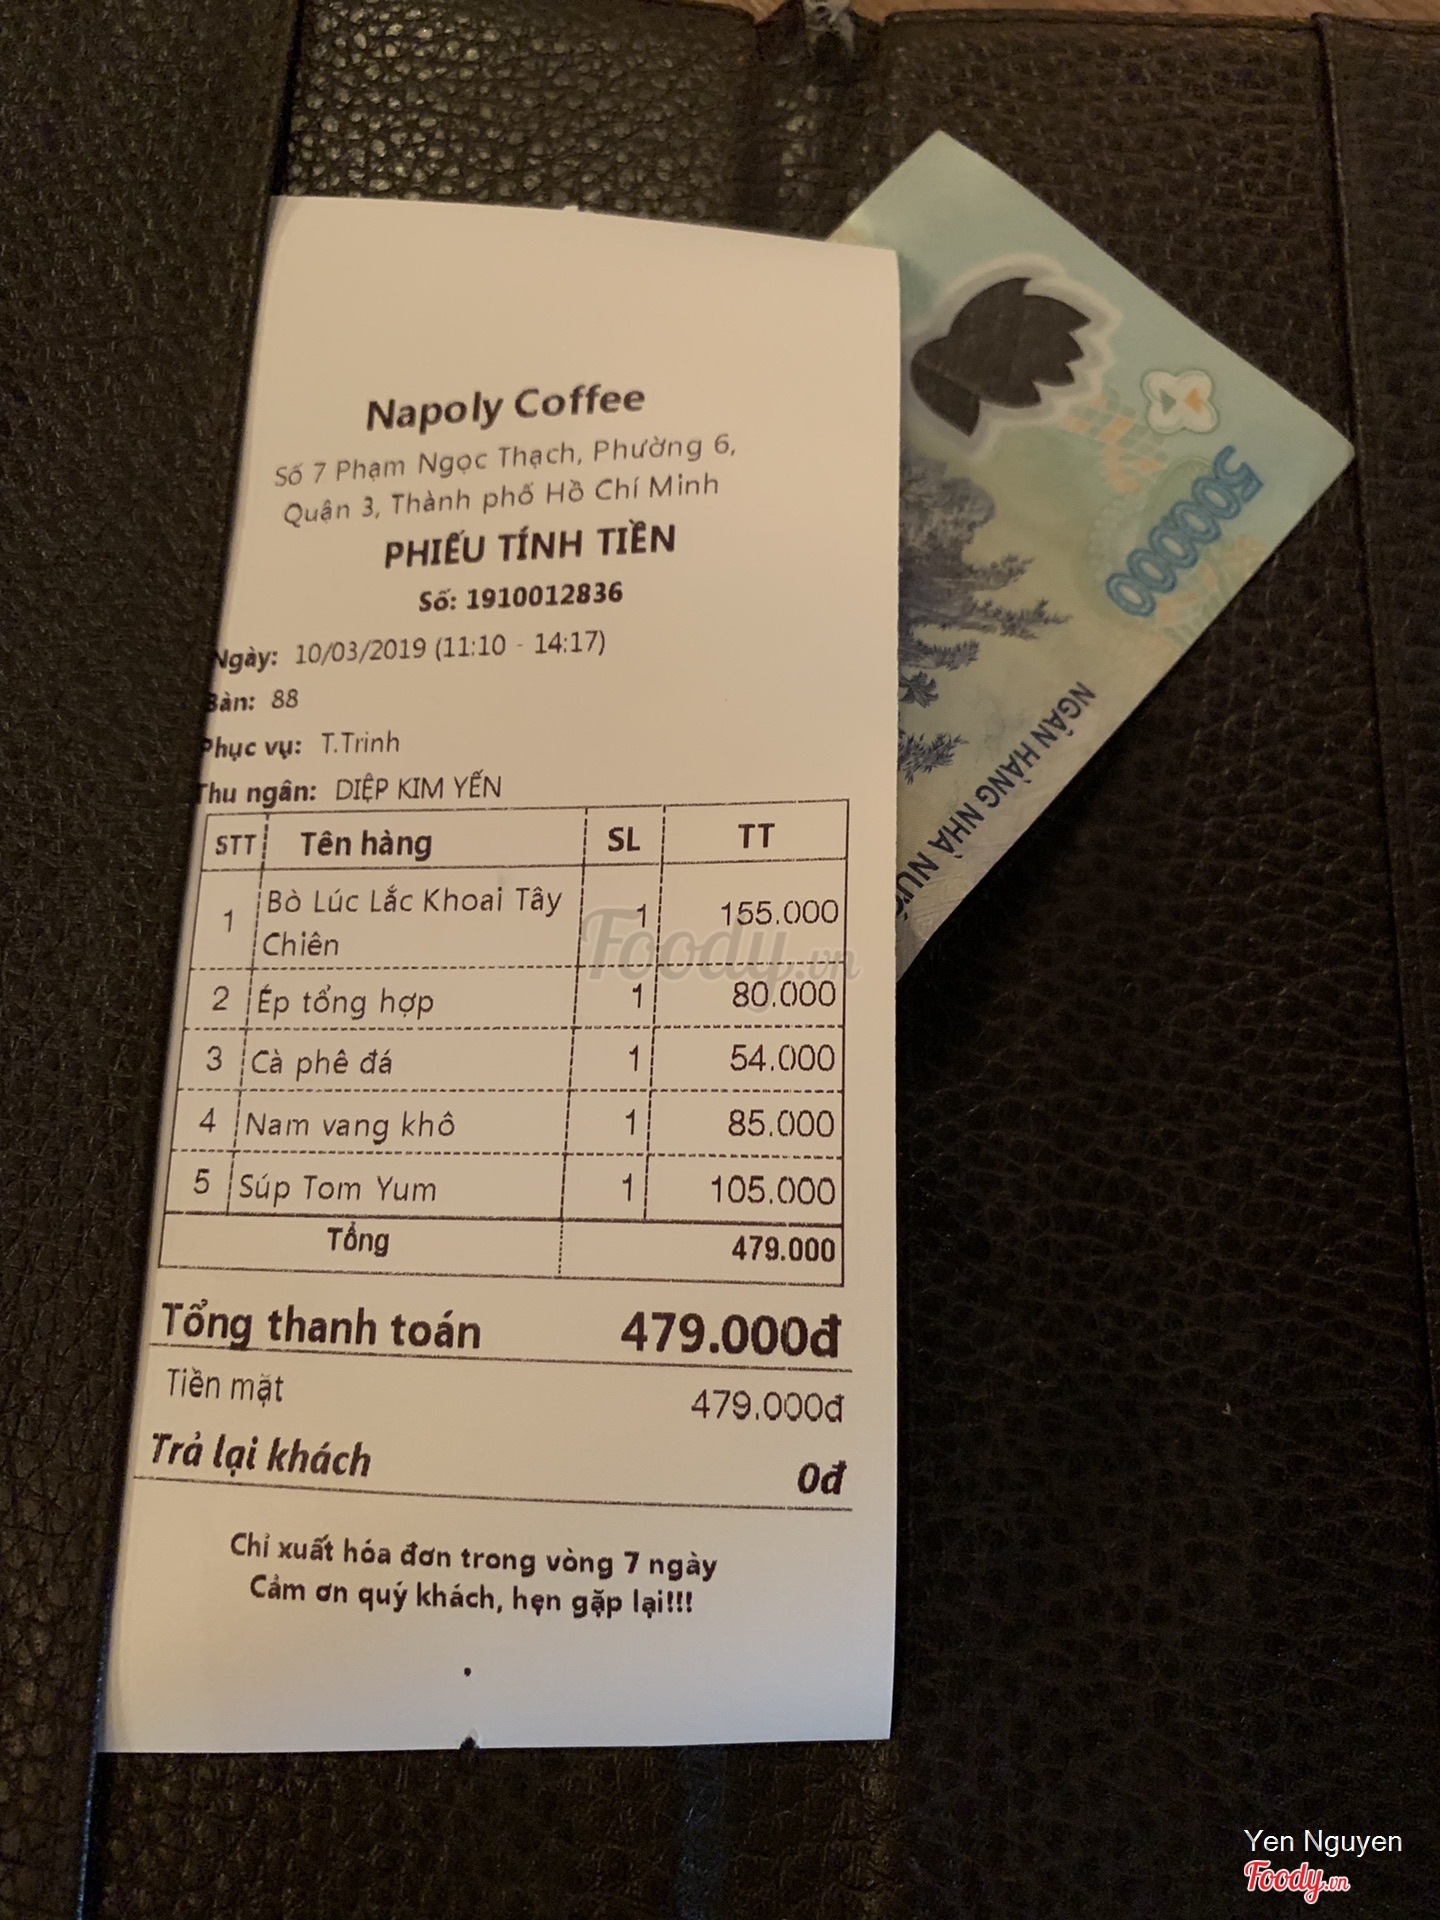 Napoly Coffee
Số 7 Phạm Ngọc Thạch, Phường 6,
Quận 3, Thành phố Hồ Chí Minh
PHIẾU TÍNH TIỀN
Số: 1910012836
Ngày: 10/03/2019 (11:10 - 14:17)
Bàn: 88
Phục vụ: T.Trinh
Thu ngân: DIỆP KIM YẾN
STT Tên hàng SL TT
1 Bò Lúc Lắc Khoai Tây 1 155.000
Chiên
2 Ép tổng hợp 1 80.000
3 Cà phê đá 1 54.000
4 Nam vang khô 1 85.000
5 Súp Tom Yum 1 105.000
Tổng 479.000
Tổng thanh toán 479.000đ
Tiền mặt 479.000đ
Trả lại khách 0đ
Chỉ xuất hóa đơn trong vòng 7 ngày
Cảm ơn quý khách, hẹn gặp lại!!!
500000
NGÂN HÀNG NHÀ
Foody.vn
Yen Nguyen
Foody.vn